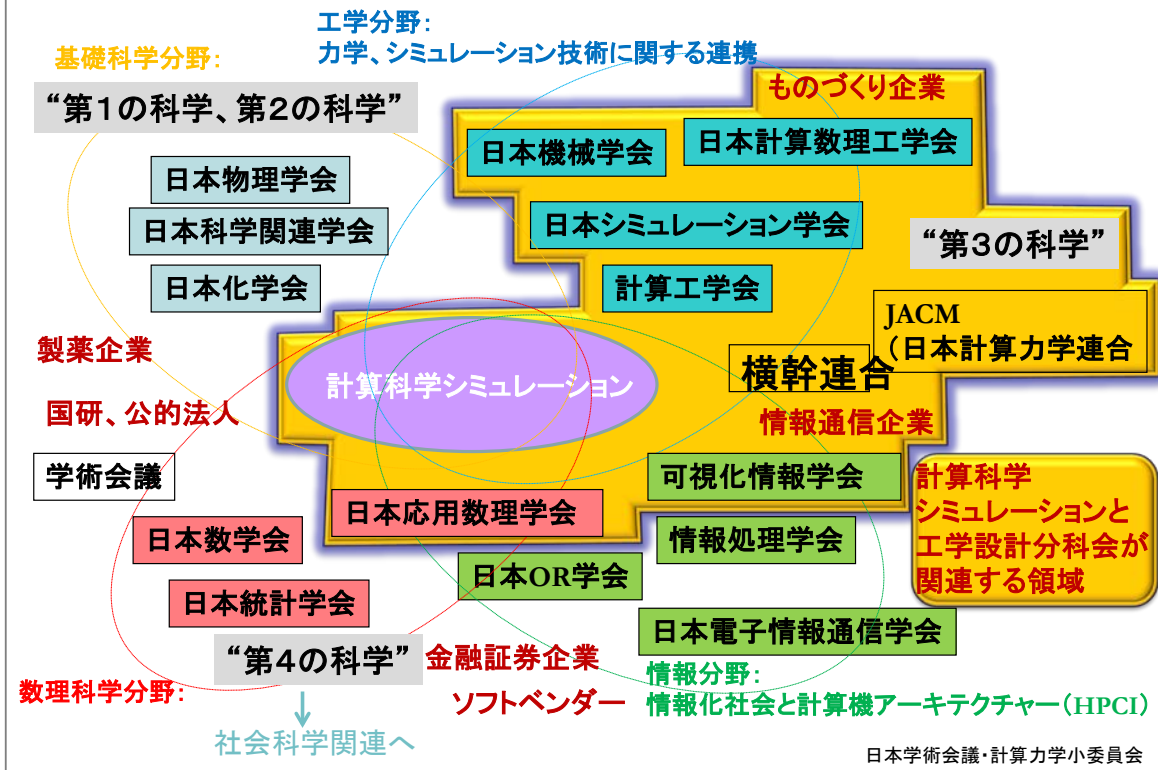 工学分野：
力学、シミュレーション技術に関する連携
基礎科学分野：
“第１の科学、第２の科学”
ものづくり企業
日本機械学会
日本計算数理工学会
日本物理学会
日本科学関連学会
日本シミュレーション学会
“第３の科学”
日本化学会
計算工学会
JACM
（日本計算力学連合
製薬企業
計算科学シミュレーション
横幹連合
国研、公的法人
情報通信企業
学術会議
可視化情報学会
計算科学
シミュレーションと
工学設計分科会が
関連する領域
日本応用数理学会
日本数学会
情報処理学会
日本OR学会
日本統計学会
日本電子情報通信学会
“第４の科学”
金融証券企業
数理科学分野：
ソフトベンダー
情報分野：
情報化社会と計算機アーキテクチャー（HPCI）
社会科学関連へ
日本学術会議・計算力学小委員会